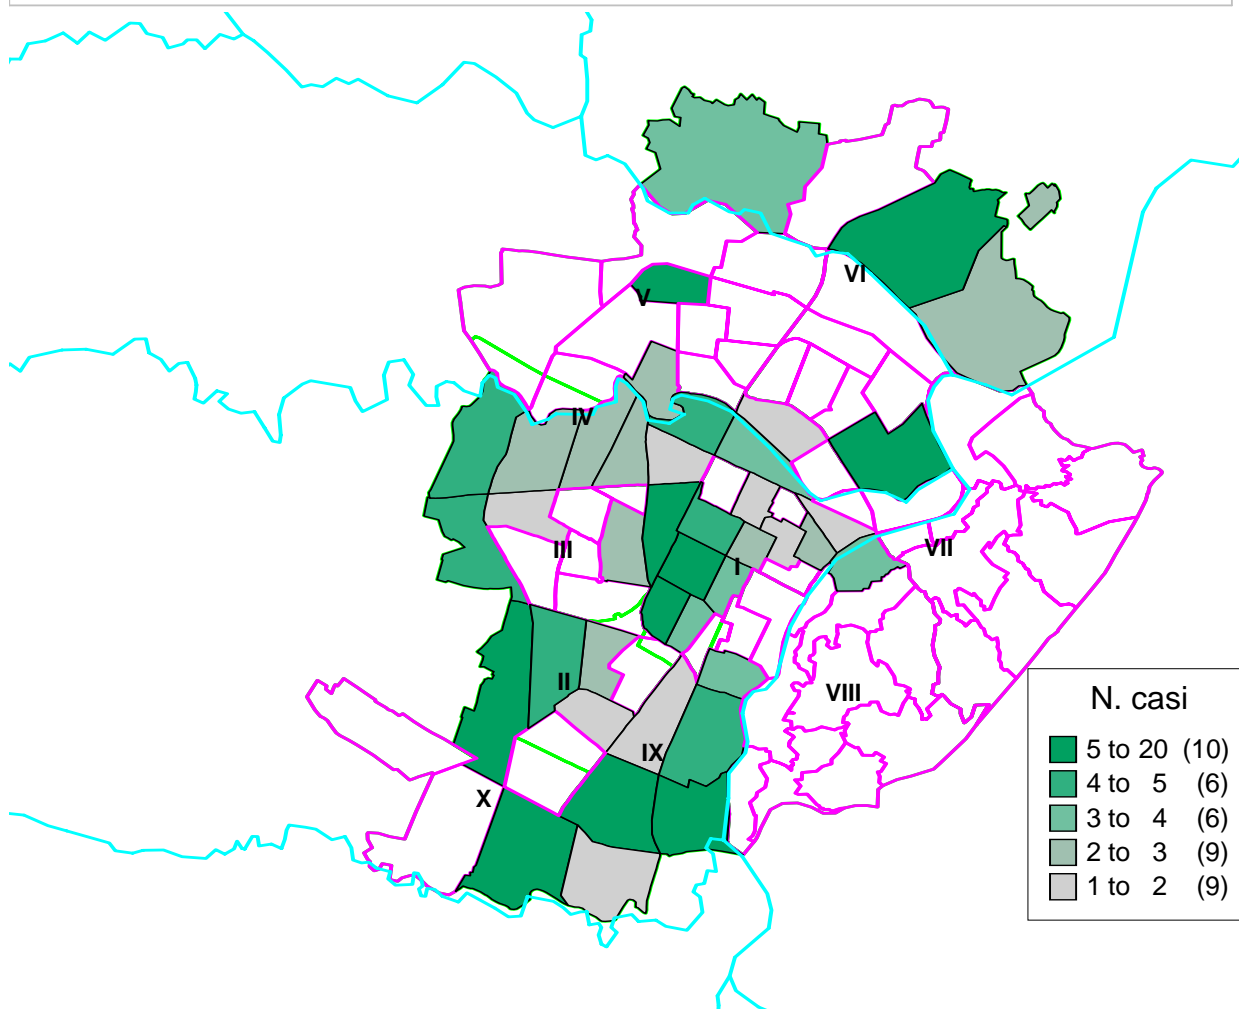 VI
V
IV
III
VII
I
II
VIII
IX
X
N. casi
5 to 20 (10)
4 to 5 (6)
3 to 4 (6)
2 to 3 (9)
1 to 2 (9)